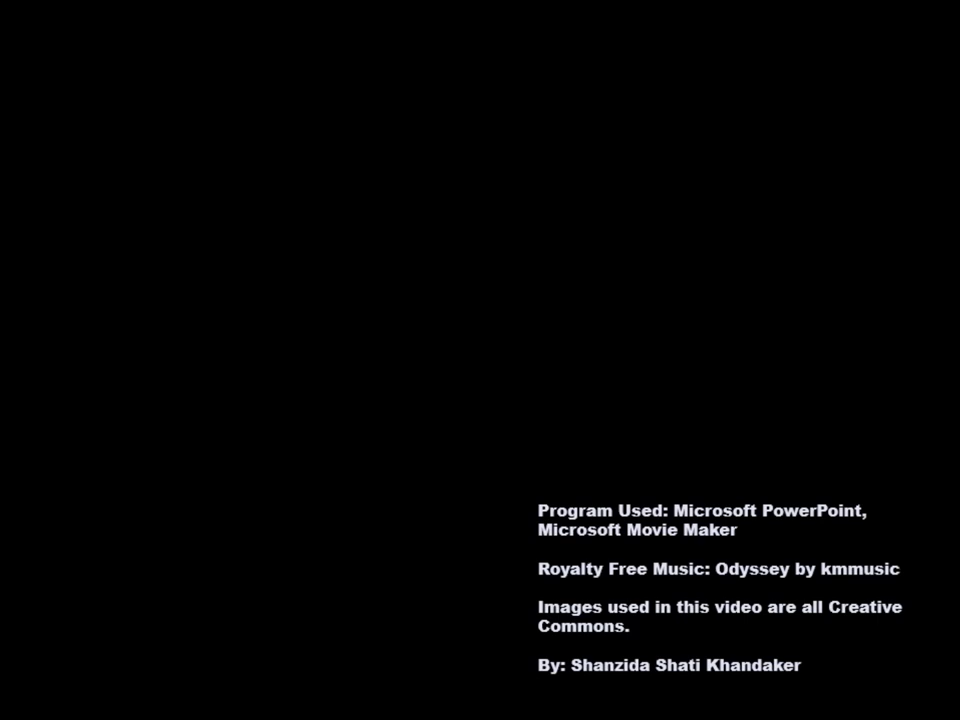 Program Used: Microsoft PowerPoint,
Microsoft Movie Maker
Royalty Free Music: Odyssey by kmmusic
Images used in this video are all Creative
Commons.
By: Shanzida Shati Khandaker